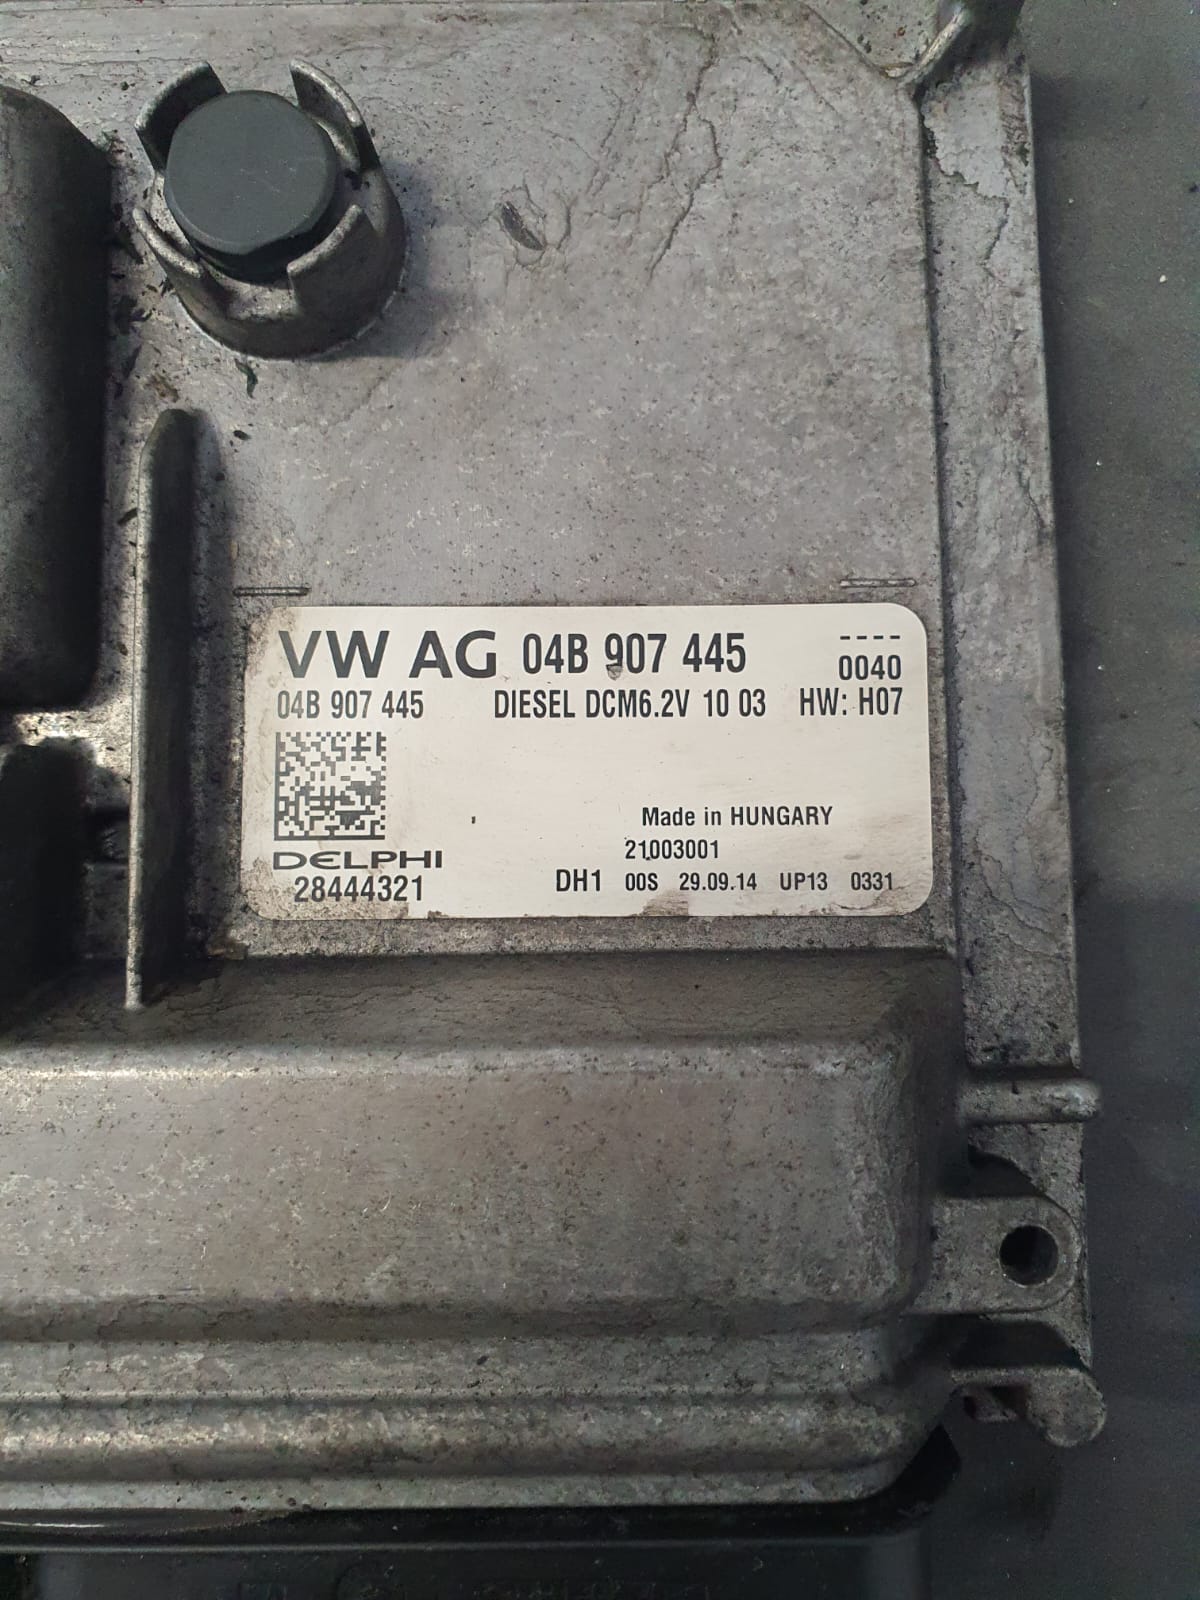 VW AG 04B 907 445 ----
0040
04B 907 445 DIESEL DCM6.2V 10 03 HW: H07
Made in HUNGARY
21003001
DELPHI
28444321 DH1 00S 29.09.14 UP13 0331